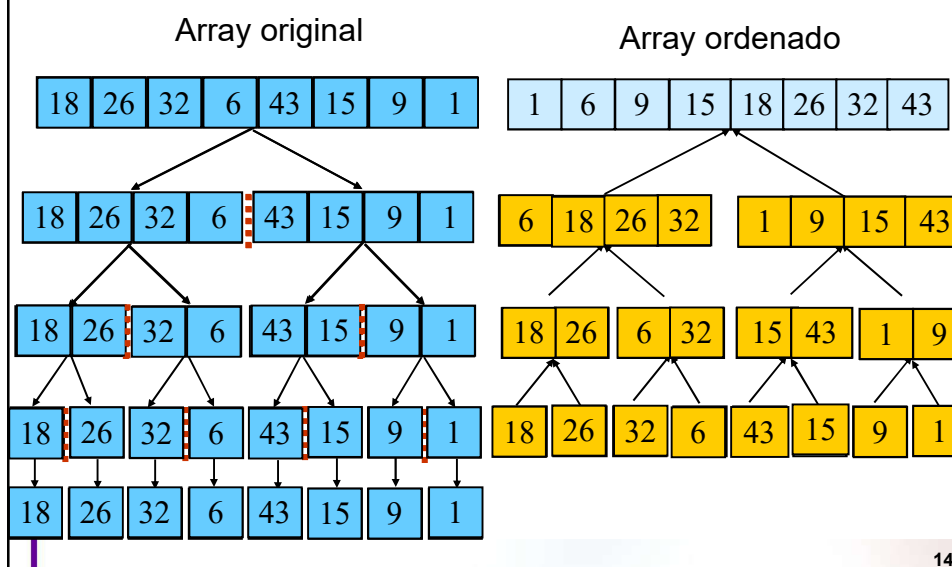 Array original
18 26 32 6 43 15 9 1
18 26 32 6 43 15 9 1
18 26 32 6 43 15 9 1
18 26 32 6 43 15 9 1
18 26 32 6 43 15 9 1
Array ordenado
1 6 9 15 18 26 32 43
6 18 26 32 1 9 15 43
18 26 6 32 15 43 1 9
18 26 32 6 43 15 9 1
14